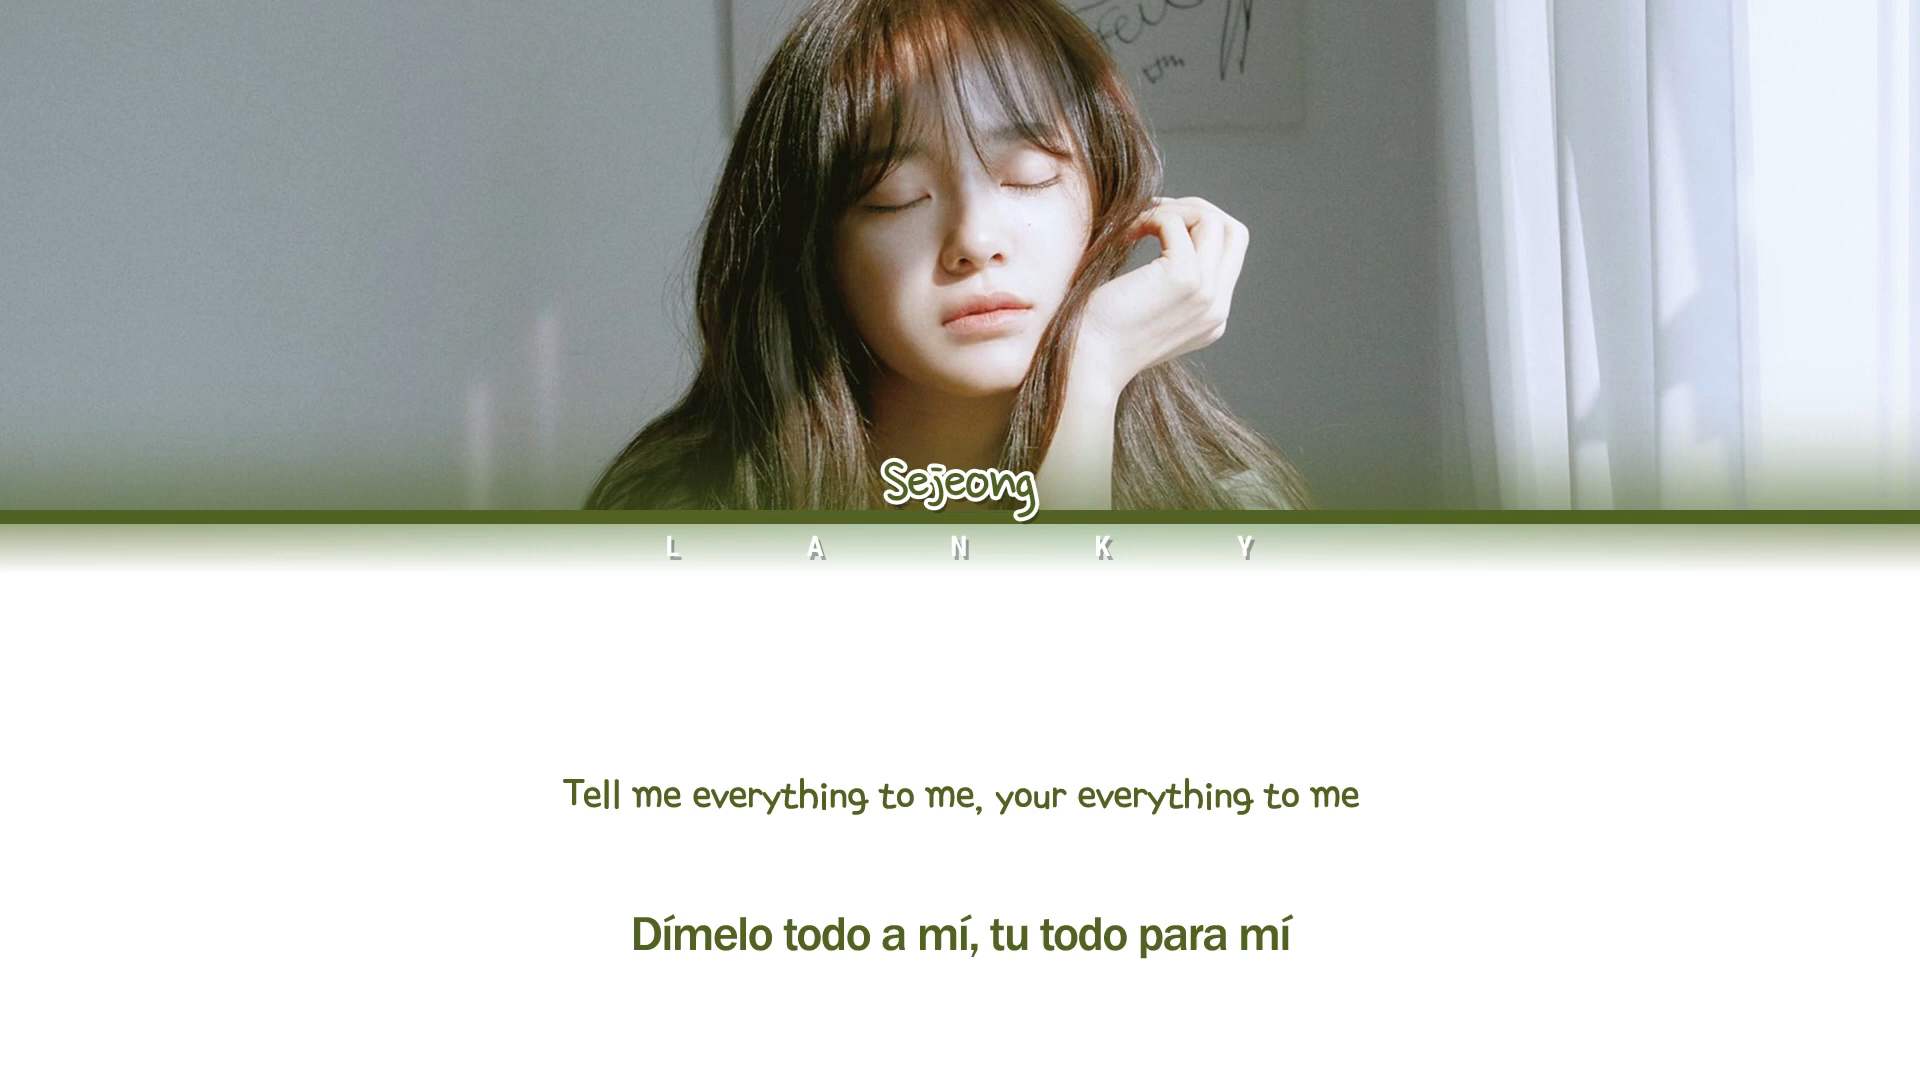 Sejeong
L A N K Y
Tell me everything to me, your everything to me
Dímelo todo a mí, tu todo para mí